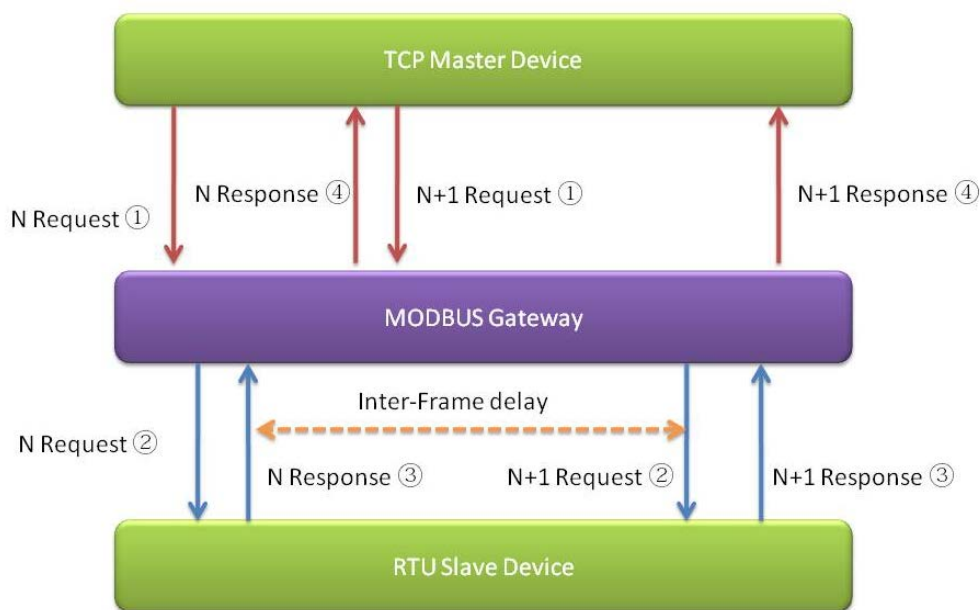 TCP Master Device
N Request ①
N Response ④
N+1 Request ①
N+1 Response ④
MODBUS Gateway
Inter-Frame delay
N Request ②
N Response ③
N+1 Request ②
N+1 Response ③
RTU Slave Device